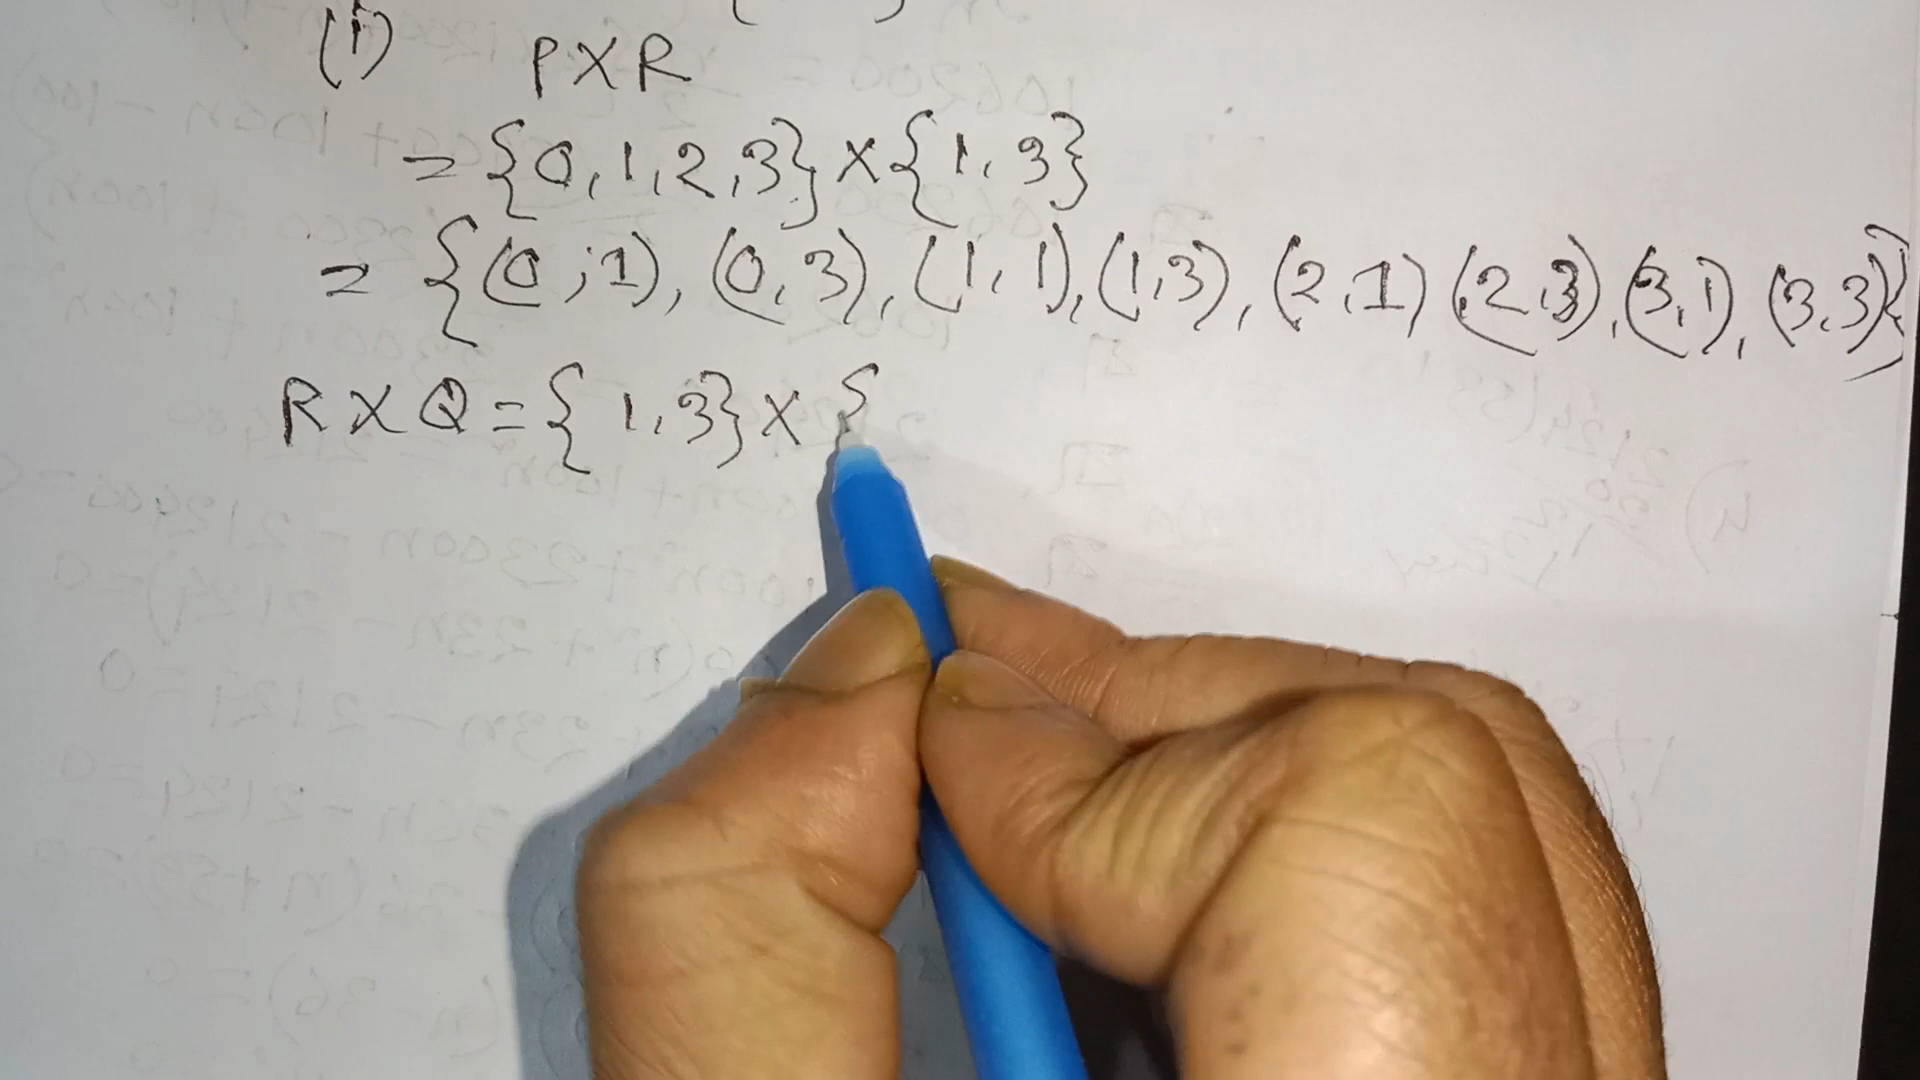 (i) P X R
= {0, 1, 2, 3} X {1, 3}
= {(0, 1), (0, 3), (1, 1), (1, 3), (2, 1) (2, 3), (3, 1), (3, 3)}
R X Q = {1, 3} X {